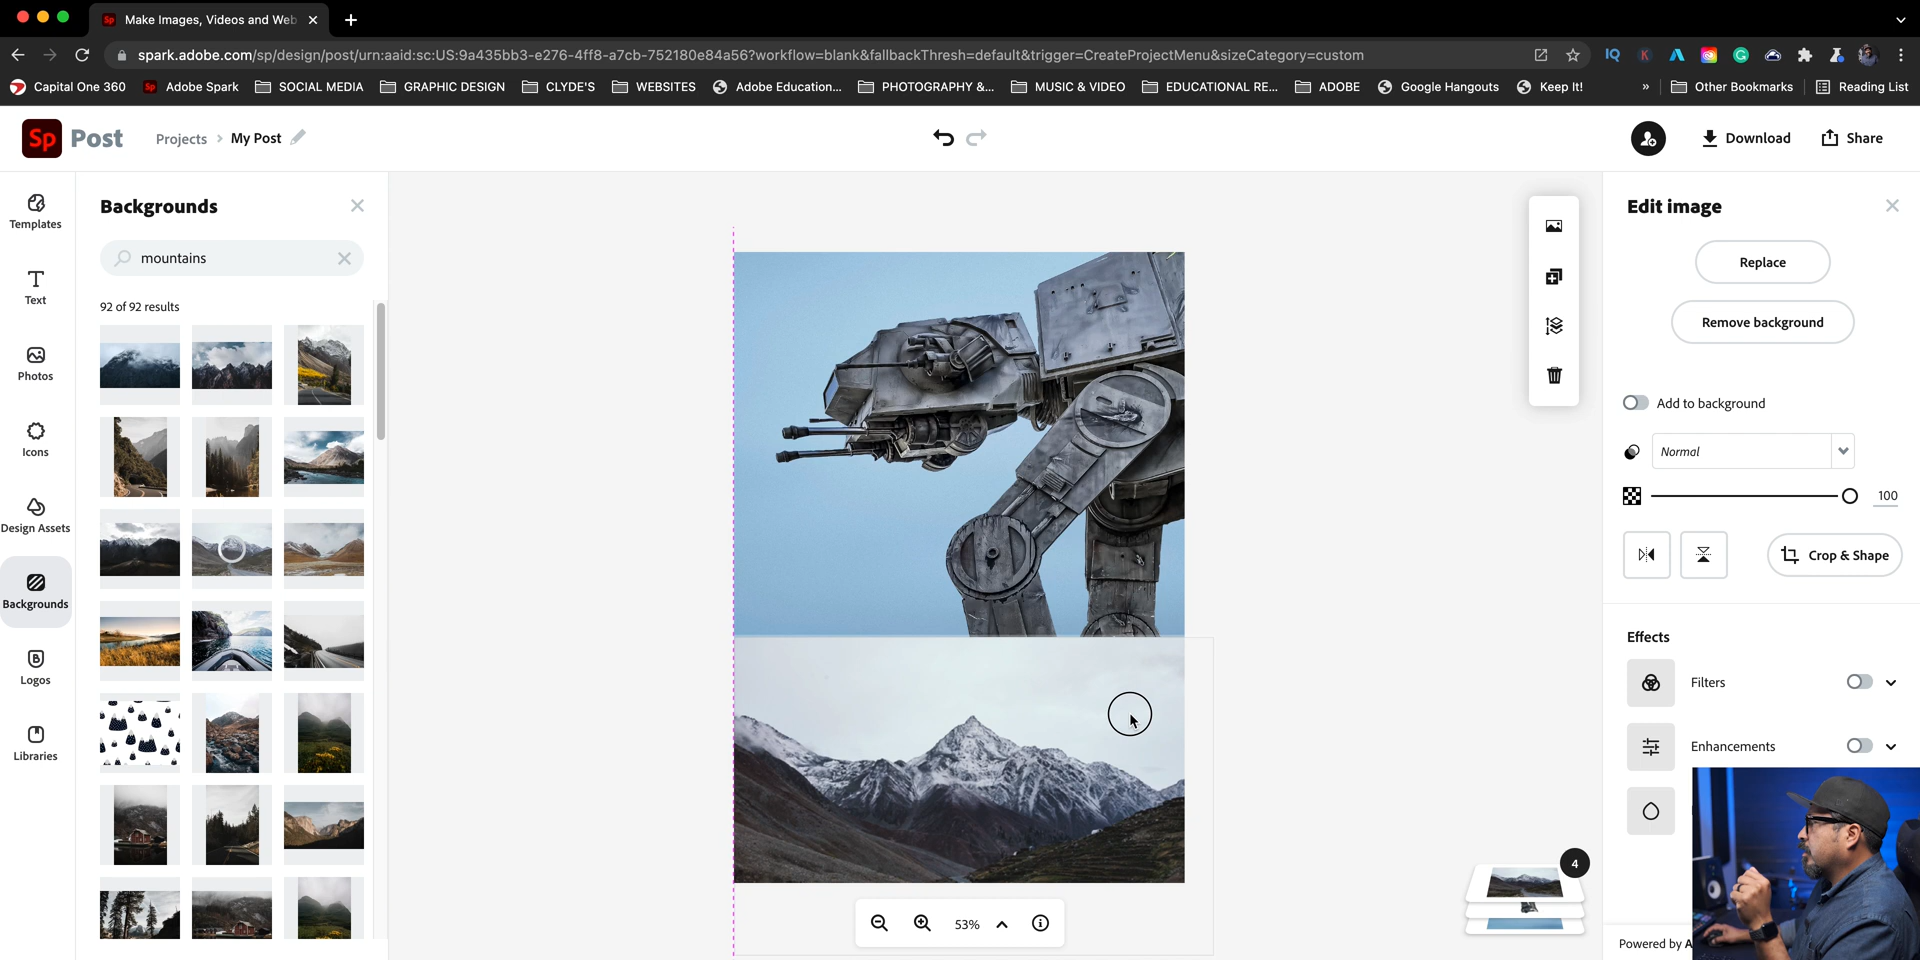 Sp Make Images, Videos and Web
spark.adobe.com/sp/design/post/urn:aaid:sc:US:9a435bb3-e276-4ff8-a7cb-752180e84a56?workflow=blank&fallbackThresh=default&trigger=CreateProjectMenu&sizeCategory=custom
IQ K G
Capital One 360 Sp Adobe Spark SOCIAL MEDIA GRAPHIC DESIGN CLYDE'S WEBSITES Adobe Education... PHOTOGRAPHY &... MUSIC & VIDEO EDUCATIONAL RE... ADOBE Google Hangouts Keep It! » Other Bookmarks Reading List
Sp Post Projects > My Post Download Share
Templates
Text
Photos
Icons
Design Assets
Backgrounds
Logos
Libraries
Backgrounds
mountains
92 of 92 results
53%
4
Edit image
Replace
Remove background
Add to background
Normal
100
Crop & Shape
Effects
Filters
Enhancements
Powered by A